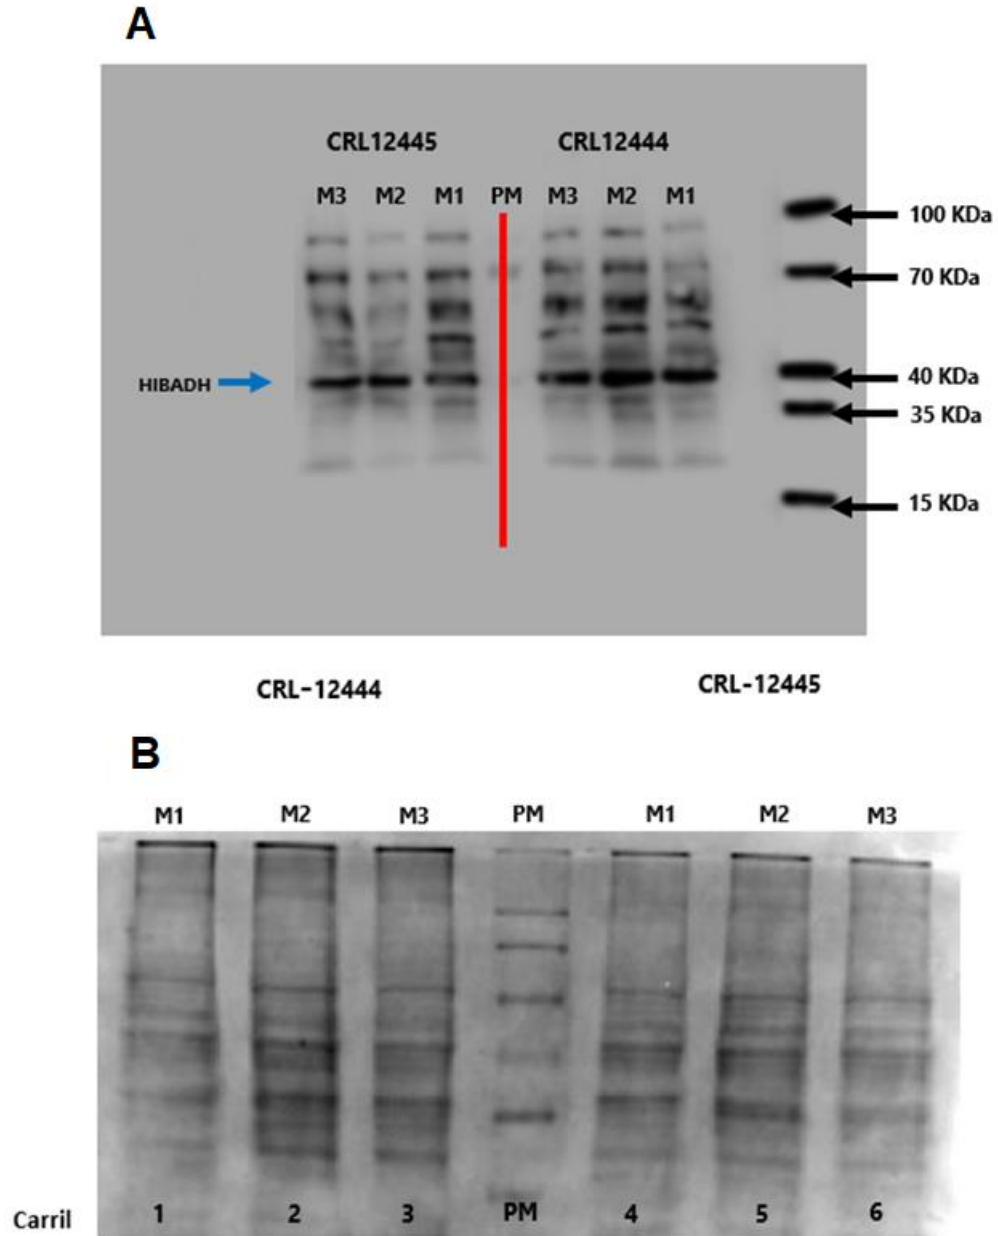 A
CRL12445 CRL12444
M3 M2 M1 PM M3 M2 M1
100 KDa
70 KDa
HIBADH
40 KDa
35 KDa
15 KDa
CRL-12444 CRL-12445
B
M1 M2 M3 PM M1 M2 M3
Carril 1 2 3 PM 4 5 6